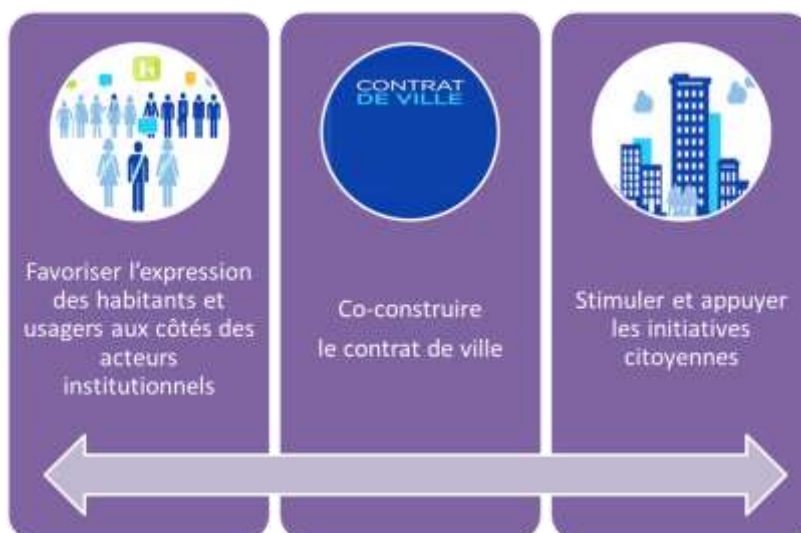 Favoriser l'expression
des habitants et
usagers aux côtés des
acteurs
institutionnels
CONTRAT
DE VILLE
Co-construire
le contrat de ville
Stimuler et appuyer
les initiatives
citoyennes